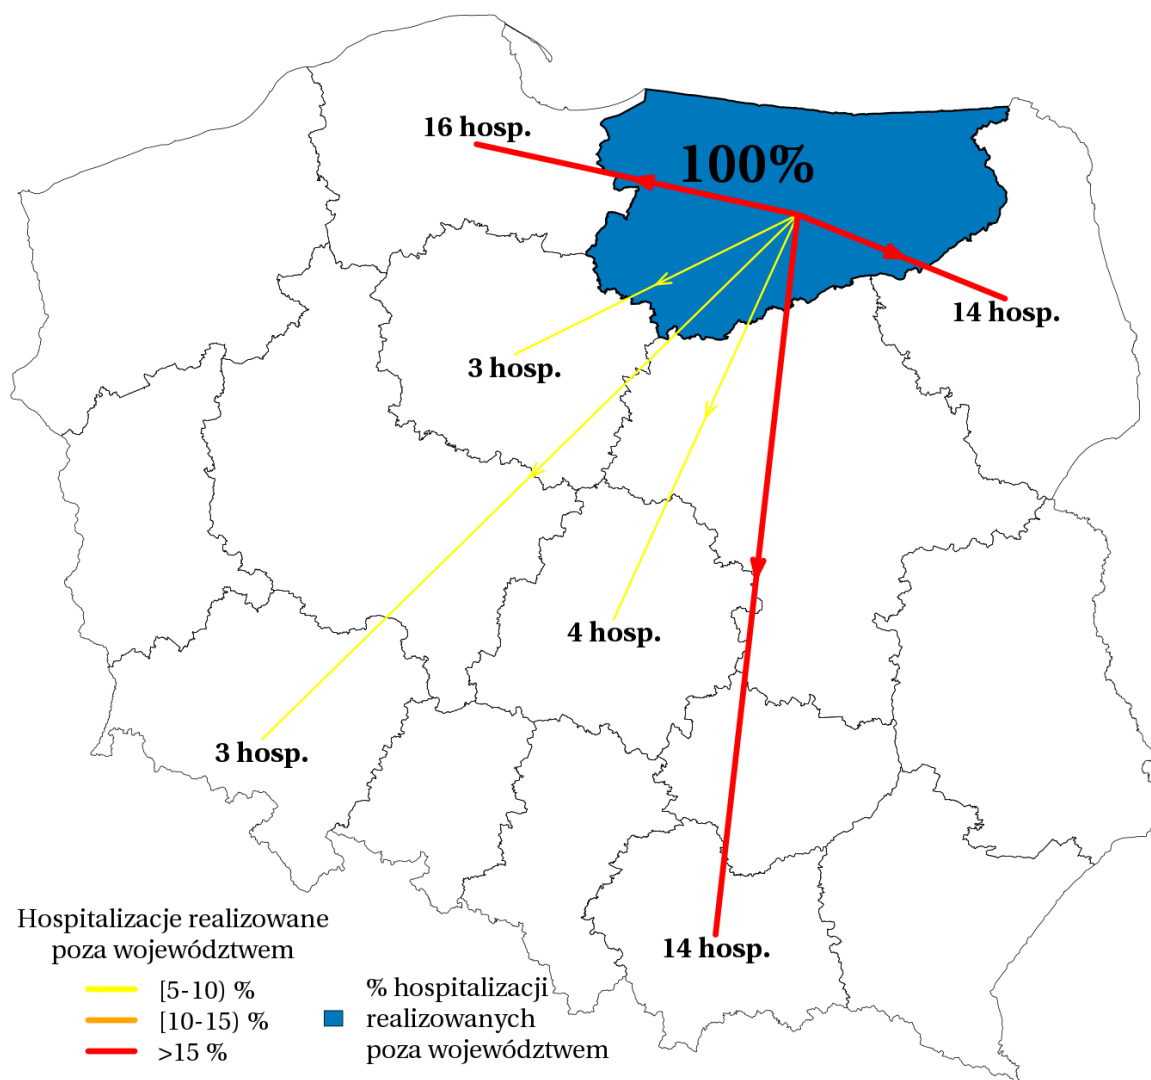 16 hosp.
100%
14 hosp.
3 hosp.
4 hosp.
3 hosp.
14 hosp.
Hospitalizacje realizowane
poza województwem
[5-10) %
[10-15) %
>15 %
% hospitalizacji
realizowanych
poza województwem